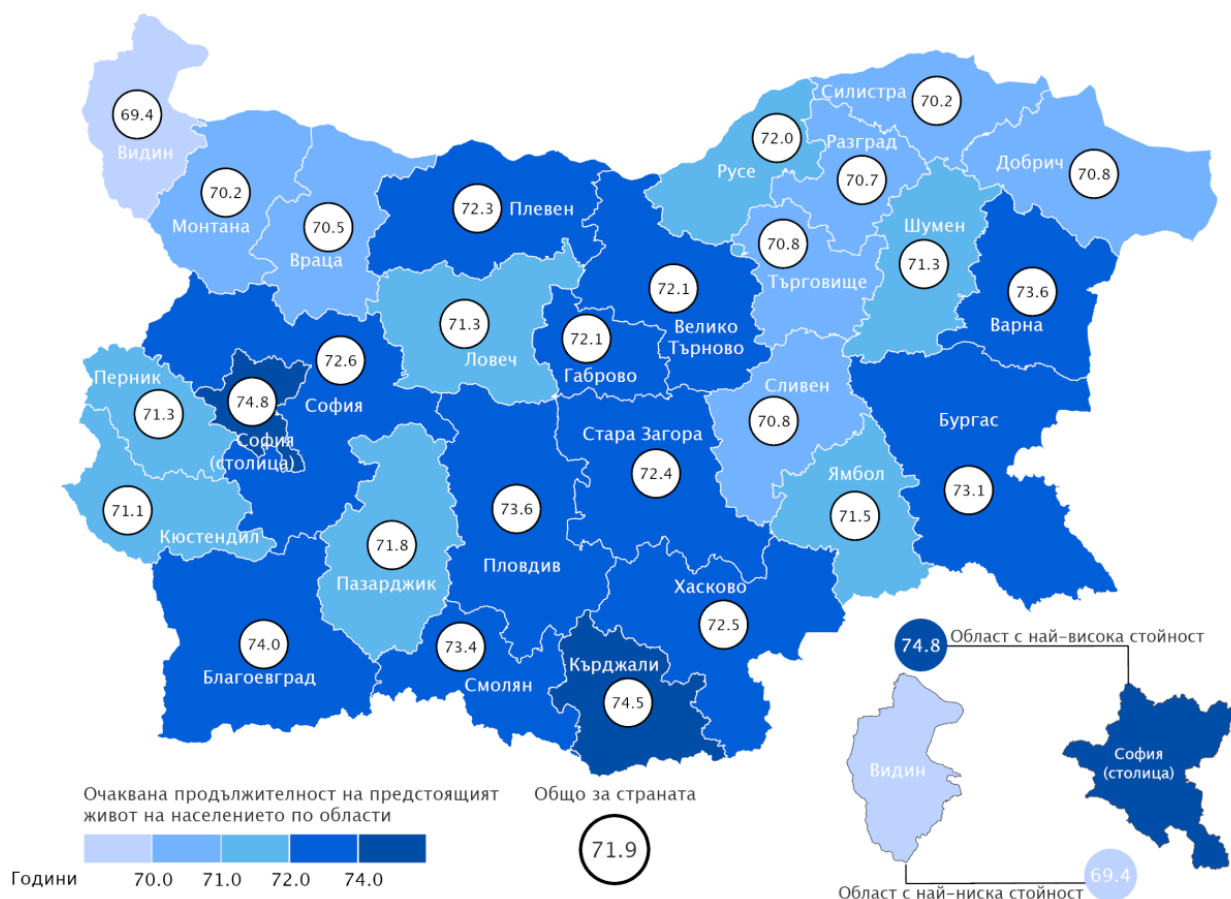 69.4
Видин
70.2
Монтана
70.5
Враца
72.3 Плевен
72.0
Русе
Силистра
70.2
Разград
70.7
Добрич
70.8
70.8
Търговище
Шумен
71.3
73.6
Варна
71.3
Ловеч
72.1
Габрово
72.1
Велико
Търново
72.6
София
Перник
71.3
74.8
София
(столица)
71.1
Кюстендил
71.8
Пазарджик
73.6
Пловдив
Стара Загора
72.4
Сливен
70.8
Ямбол
71.5
Бургас
73.1
74.0
Благоевград
73.4
Смолян
Кърджали
74.5
Хасково
72.5
Очаквана продължителност на предстоящият
живот на населението по области
Години 70.0 71.0 72.0 74.0
Общо за страната
71.9
74.8 Област с най-висока стойност
Видин
София
(столица)
Област с най-ниска стойност 69.4